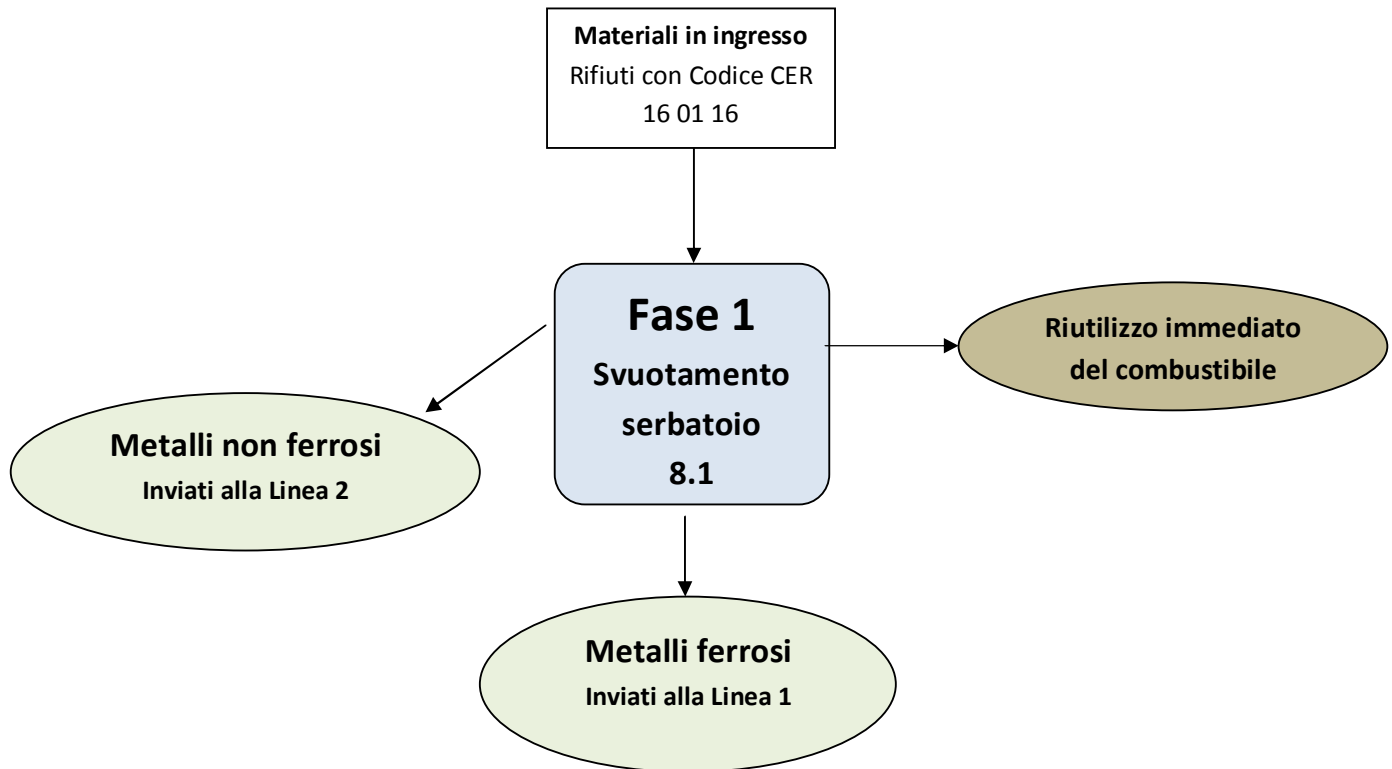 Materiali in ingresso
Rifiuti con Codice CER
16 01 16
Fase 1
Svuotamento
serbatoio
8.1
Riutilizzo immediato
del combustibile
Metalli non ferrosi
Inviati alla Linea 2
Metalli ferrosi
Inviati alla Linea 1